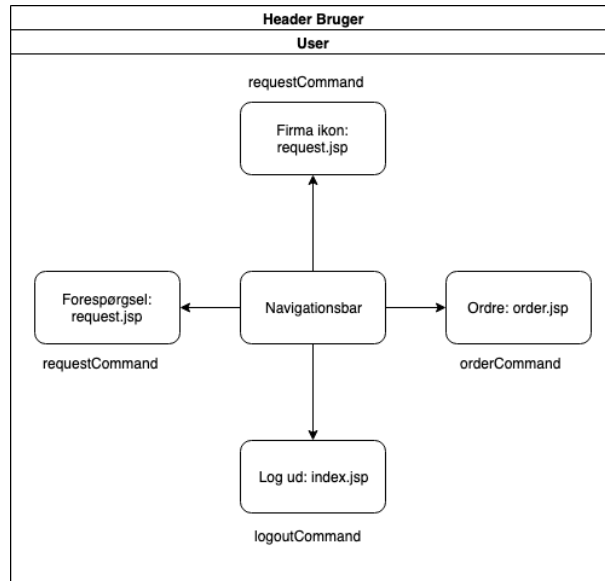 Header Bruger
User
requestCommand
Firma ikon:
request.jsp
Forespørgsel:
request.jsp
Navigationsbar
Ordre: order.jsp
requestCommand
orderCommand
Log ud: index.jsp
logoutCommand